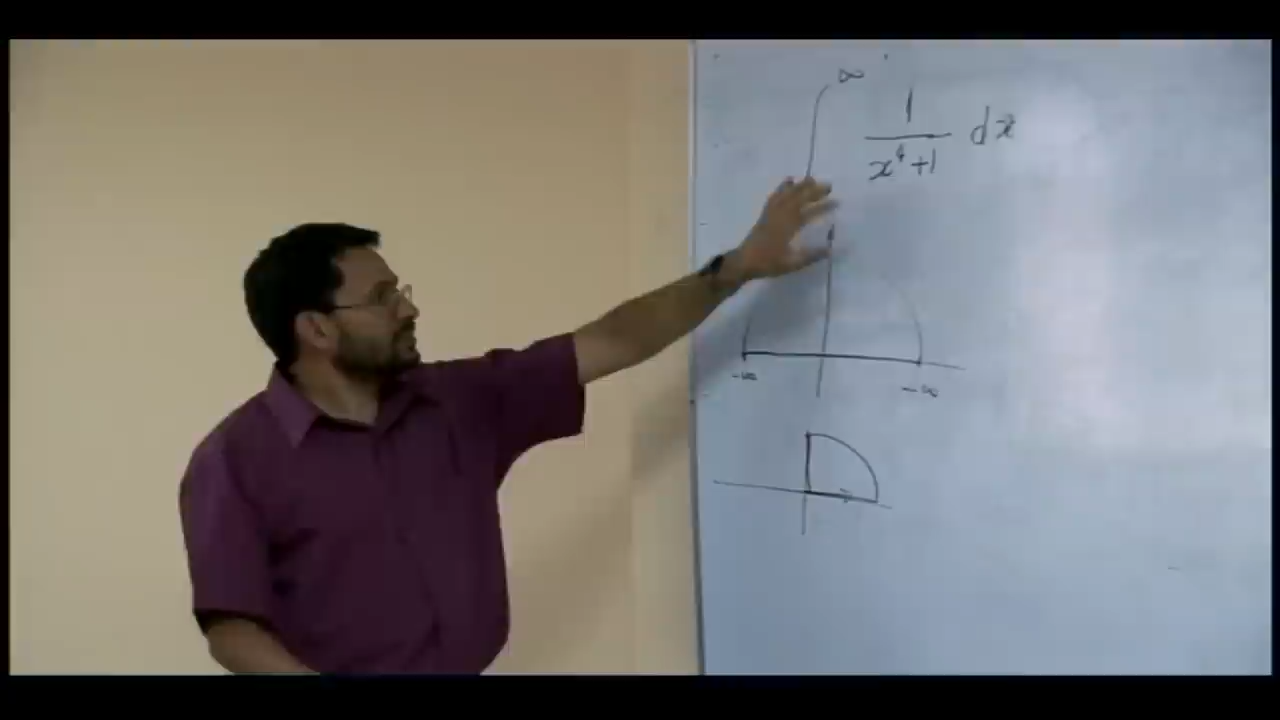 ∞
∫ 1/(x⁴+1) dx
-∞ -∞